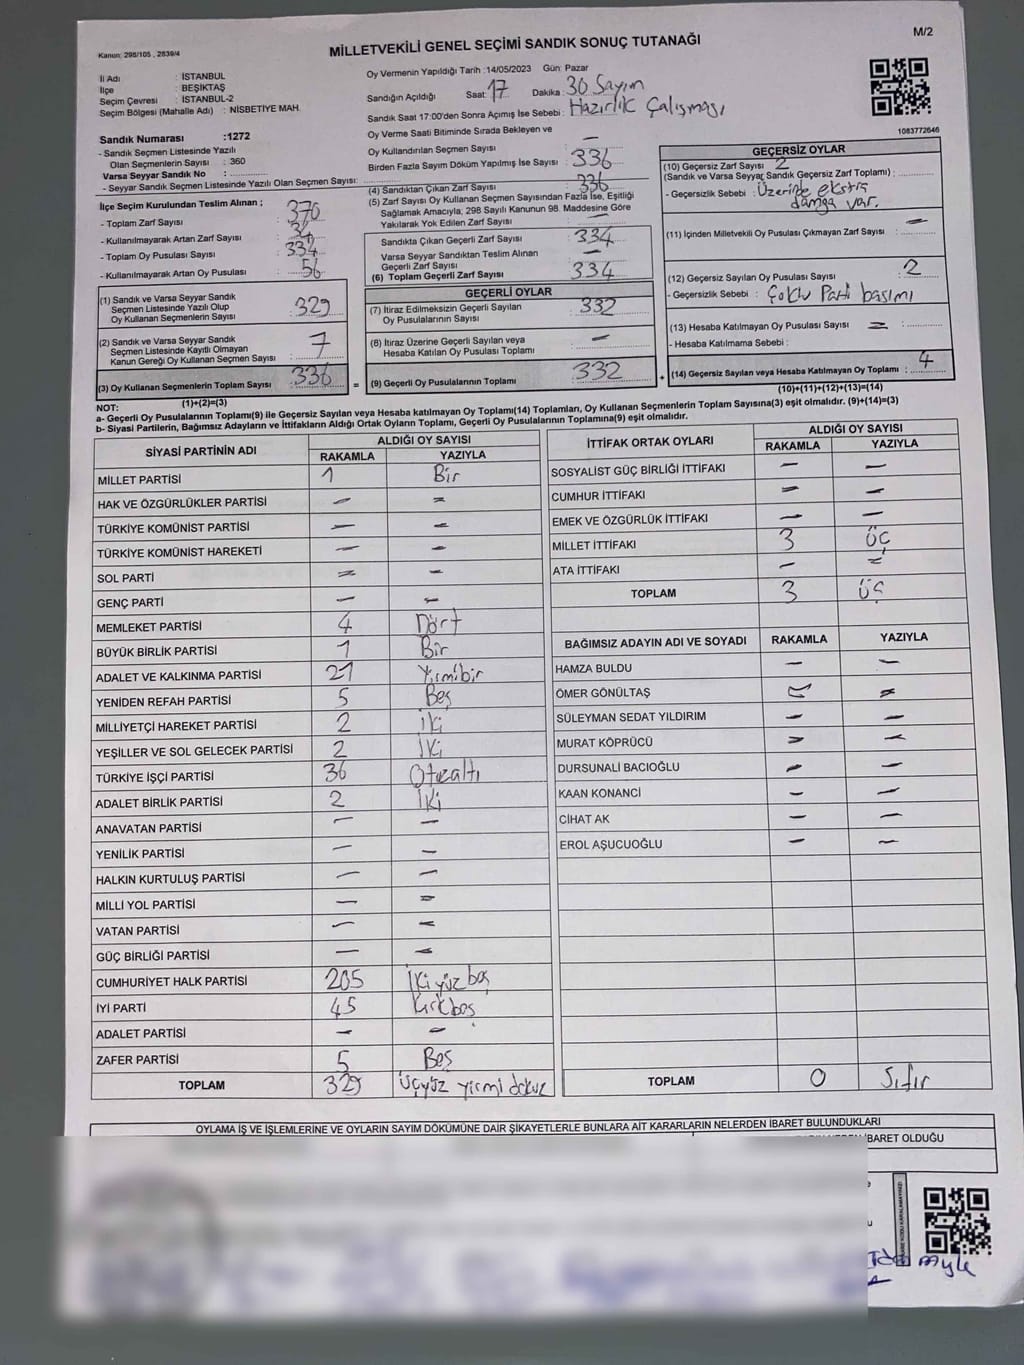 Kanun: 298/105 , 2839/4
MİLLETVEKİLİ GENEL SEÇİMİ SANDIK SONUÇ TUTANAĞI
M/2
İl Adı : İSTANBUL
İlçe : BEŞİKTAŞ
Seçim Çevresi : İSTANBUL-2
Seçim Bölgesi (Mahalle Adı) : NİSBETİYE MAH.
Oy Vermenin Yapıldığı Tarih :14/05/2023 Gün: Pazar
Sandığın Açıldığı Saat: 17 Dakika : 30 Sayım
Sandık Saat 17:00'den Sonra Açımış İse Sebebi : Hazırlık Çalışması
1083772646
Sandık Numarası :1272
- Sandık Seçmen Listesinde Yazılı
Olan Seçmenlerin Sayısı : 360
Varsa Seyyar Sandık No :
- Seyyar Sandık Seçmen Listesinde Yazılı Olan Seçmen Sayısı:
Oy Verme Saati Bitiminde Sırada Bekleyen ve
Oy Kullandırılan Seçmen Sayısı : —
Birden Fazla Sayım Döküm Yapılmış İse Sayısı : 336
İlçe Seçim Kurulundan Teslim Alınan ;
- Toplam Zarf Sayısı : 370
- Kullanılmayarak Artan Zarf Sayısı : 34
- Toplam Oy Pusulası Sayısı : 334
- Kullanılmayarak Artan Oy Pusulası : 56
(4) Sandıktan Çıkan Zarf Sayısı : 336
(5) Zarf Sayısı Oy Kullanan Seçmen Sayısından Fazla İse, Eşitliği
Sağlamak Amacıyla, 298 Sayılı Kanunun 98. Maddesine Göre
Yakılarak Yok Edilen Zarf Sayısı : —
Sandıkta Çıkan Geçerli Zarf Sayısı : 334
Varsa Seyyar Sandıktan Teslim Alınan
Geçerli Zarf Sayısı : —
(6) Toplam Geçerli Zarf Sayısı : 334
GEÇERSİZ OYLAR
(10) Geçersiz Zarf Sayısı : 2
(Sandık ve Varsa Seyyar Sandık Geçersiz Zarf Toplamı) :
- Geçersizlik Sebebi : Üzerinde ekstra
damga var.
(11) İçinden Milletvekili Oy Pusulası Çıkmayan Zarf Sayısı : —
(12) Geçersiz Sayılan Oy Pusulası Sayısı : 2
- Geçersizlik Sebebi : Çoklu Parti basımı
(13) Hesaba Katılmayan Oy Pusulası Sayısı : =
- Hesaba Katılmama Sebebi :
(14) Geçersiz Sayılan veya Hesaba Katılmayan Oy Toplamı : 4
(10)+(11)+(12)+(13)=(14)
(1) Sandık ve Varsa Seyyar Sandık
Seçmen Listesinde Yazılı Olup
Oy Kullanan Seçmenlerin Sayısı : 329
(2) Sandık ve Varsa Seyyar Sandık
Seçmen Listesinde Kayıtlı Olmayan
Kanun Gereği Oy Kullanan Seçmen Sayısı : 7
(3) Oy Kullanan Seçmenlerin Toplam Sayısı : 336 =
(1)+(2)=(3)
GEÇERLİ OYLAR
(7) İtiraz Edilmeksizin Geçerli Sayılan
Oy Pusulalarının Sayısı : 332
(8) İtiraz Üzerine Geçerli Sayılan veya
Hesaba Katılan Oy Pusulası Toplamı : —
(9) Geçerli Oy Pusulalarının Toplamı : 332 +
NOT:
a- Geçerli Oy Pusulalarının Toplamı(9) ile Geçersiz Sayılan veya Hesaba katılmayan Oy Toplamı(14) Toplamları, Oy Kullanan Seçmenlerin Toplam Sayısına(3) eşit olmalıdır. (9)+(14)=(3)
b- Siyasi Partilerin, Bağımsız Adayların ve İttifakların Aldığı Ortak Oyların Toplamı, Geçerli Oy Pusulalarının Toplamına(9) eşit olmalıdır.
SİYASİ PARTİNİN ADI ALDIĞI OY SAYISI
RAKAMLA YAZIYLA
MİLLET PARTİSİ 1 Bir
HAK VE ÖZGÜRLÜKLER PARTİSİ — =
TÜRKİYE KOMÜNİST PARTİSİ — —
TÜRKİYE KOMÜNİST HAREKETİ — —
SOL PARTİ = —
GENÇ PARTİ — —
MEMLEKET PARTİSİ 4 Dört
BÜYÜK BİRLİK PARTİSİ 1 Bir
ADALET VE KALKINMA PARTİSİ 21 Yirmibir
YENİDEN REFAH PARTİSİ 5 Beş
MİLLİYETÇİ HAREKET PARTİSİ 2 İki
YEŞİLLER VE SOL GELECEK PARTİSİ 2 İki
TÜRKİYE İŞÇİ PARTİSİ 36 Otuzaltı
ADALET BİRLİK PARTİSİ 2 İki
ANAVATAN PARTİSİ — —
YENİLİK PARTİSİ — —
HALKIN KURTULUŞ PARTİSİ — —
MİLLİ YOL PARTİSİ — =
VATAN PARTİSİ — —
GÜÇ BİRLİĞİ PARTİSİ — —
CUMHURİYET HALK PARTİSİ 205 İki yüz beş
İYİ PARTİ 45 Kırkbeş
ADALET PARTİSİ — —
ZAFER PARTİSİ 5 Beş
TOPLAM 329 Üçyüz yirmi dokuz
İTTİFAK ORTAK OYLARI ALDIĞI OY SAYISI
RAKAMLA YAZIYLA
SOSYALİST GÜÇ BİRLİĞİ İTTİFAKI — —
CUMHUR İTTİFAKI — —
EMEK VE ÖZGÜRLÜK İTTİFAKI — —
MİLLET İTTİFAKI 3 ÜÇ
ATA İTTİFAKI — =
TOPLAM 3 ÜÇ
BAĞIMSIZ ADAYIN ADI VE SOYADI RAKAMLA YAZIYLA
HAMZA BULDU — —
ÖMER GÖNÜLTAŞ =
SÜLEYMAN SEDAT YILDIRIM — —
MURAT KÖPRÜCÜ — —
DURSUNALİ BACIOĞLU — —
KAAN KONANCİ — —
CİHAT AK — —
EROL AŞUCUOĞLU — —
TOPLAM 0 Sıfır
OYLAMA İŞ VE İŞLEMLERİNE VE OYLARIN SAYIM DÖKÜMÜNE DAİR ŞİKAYETLERLE BUNLARA AİT KARARLARIN NELERDEN İBARET BULUNDUKLARI
İBARET OLDUĞU